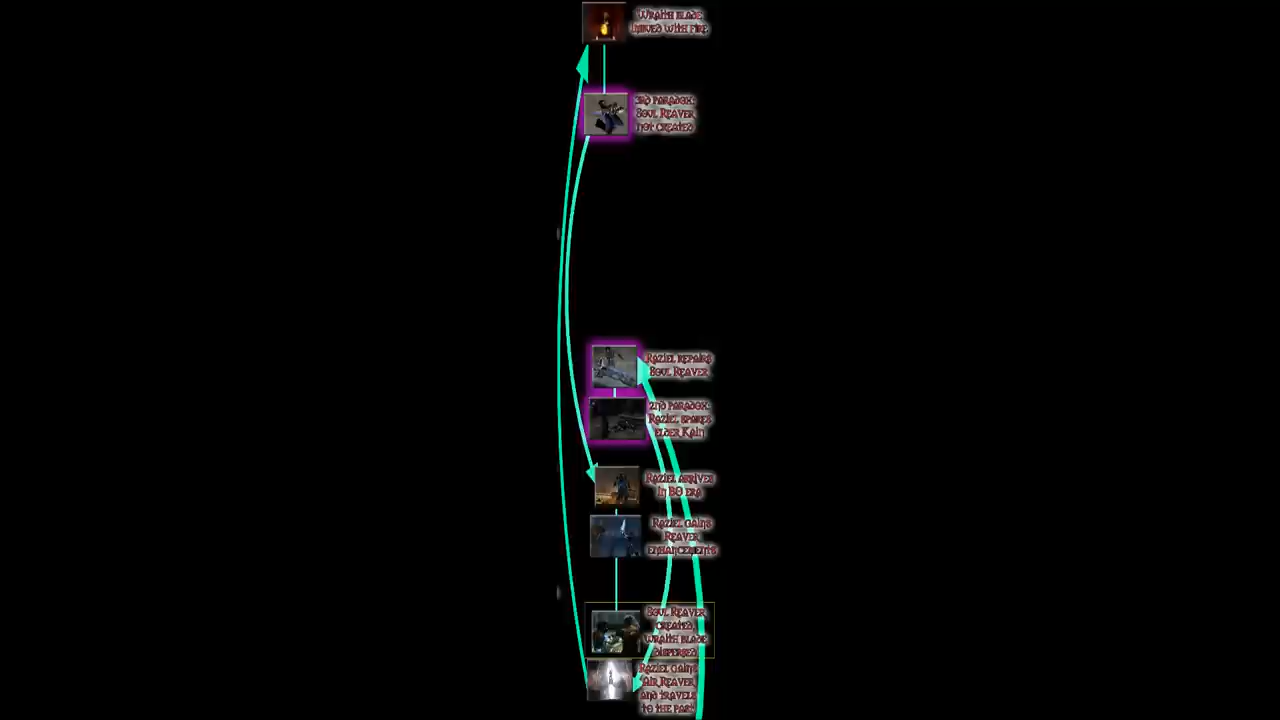 Wraith blade
imbued with fire
3rd paradox:
Soul Reaver
not created
Raziel repairs
Soul Reaver
2nd paradox:
Raziel spares
elder Kain
Raziel arrives
in BO era
Raziel gains
Reaver
enhancements
Soul Reaver
created,
wraith blade
dispersed
Raziel gains
Air Reaver
and travels
to the past